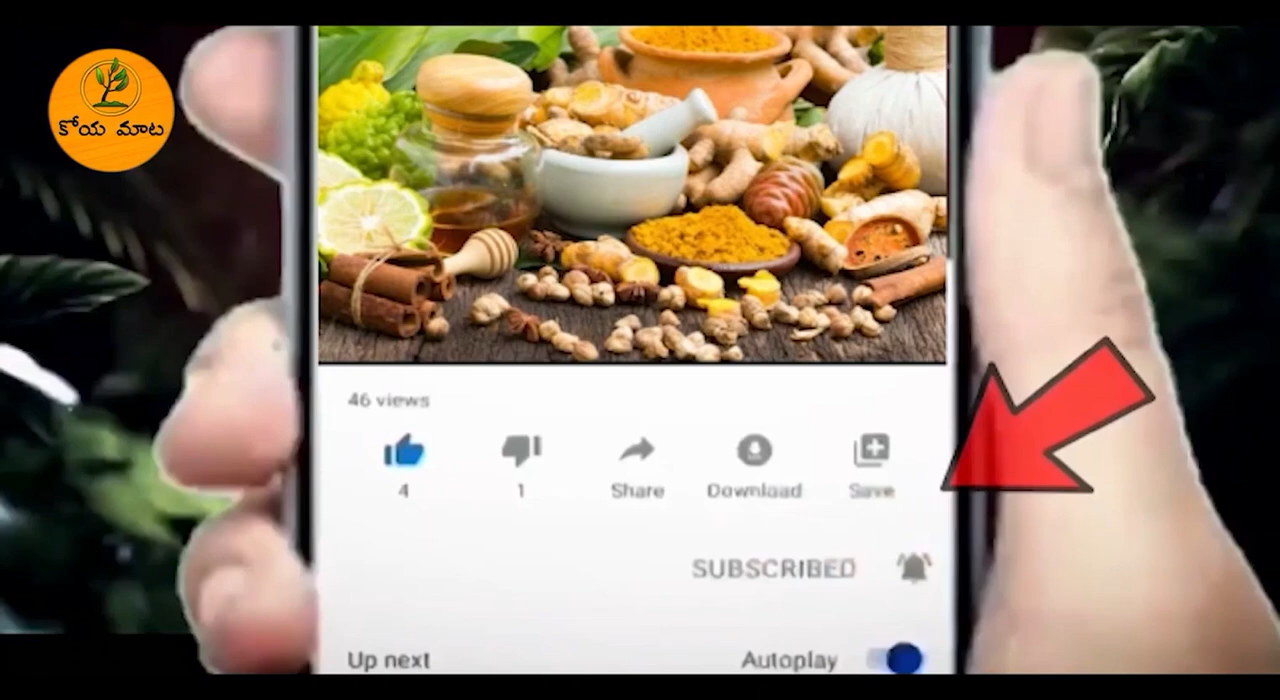 కోయ మాట
46 views
4
1
Share
Download
Save
SUBSCRIBED
Up next
Autoplay